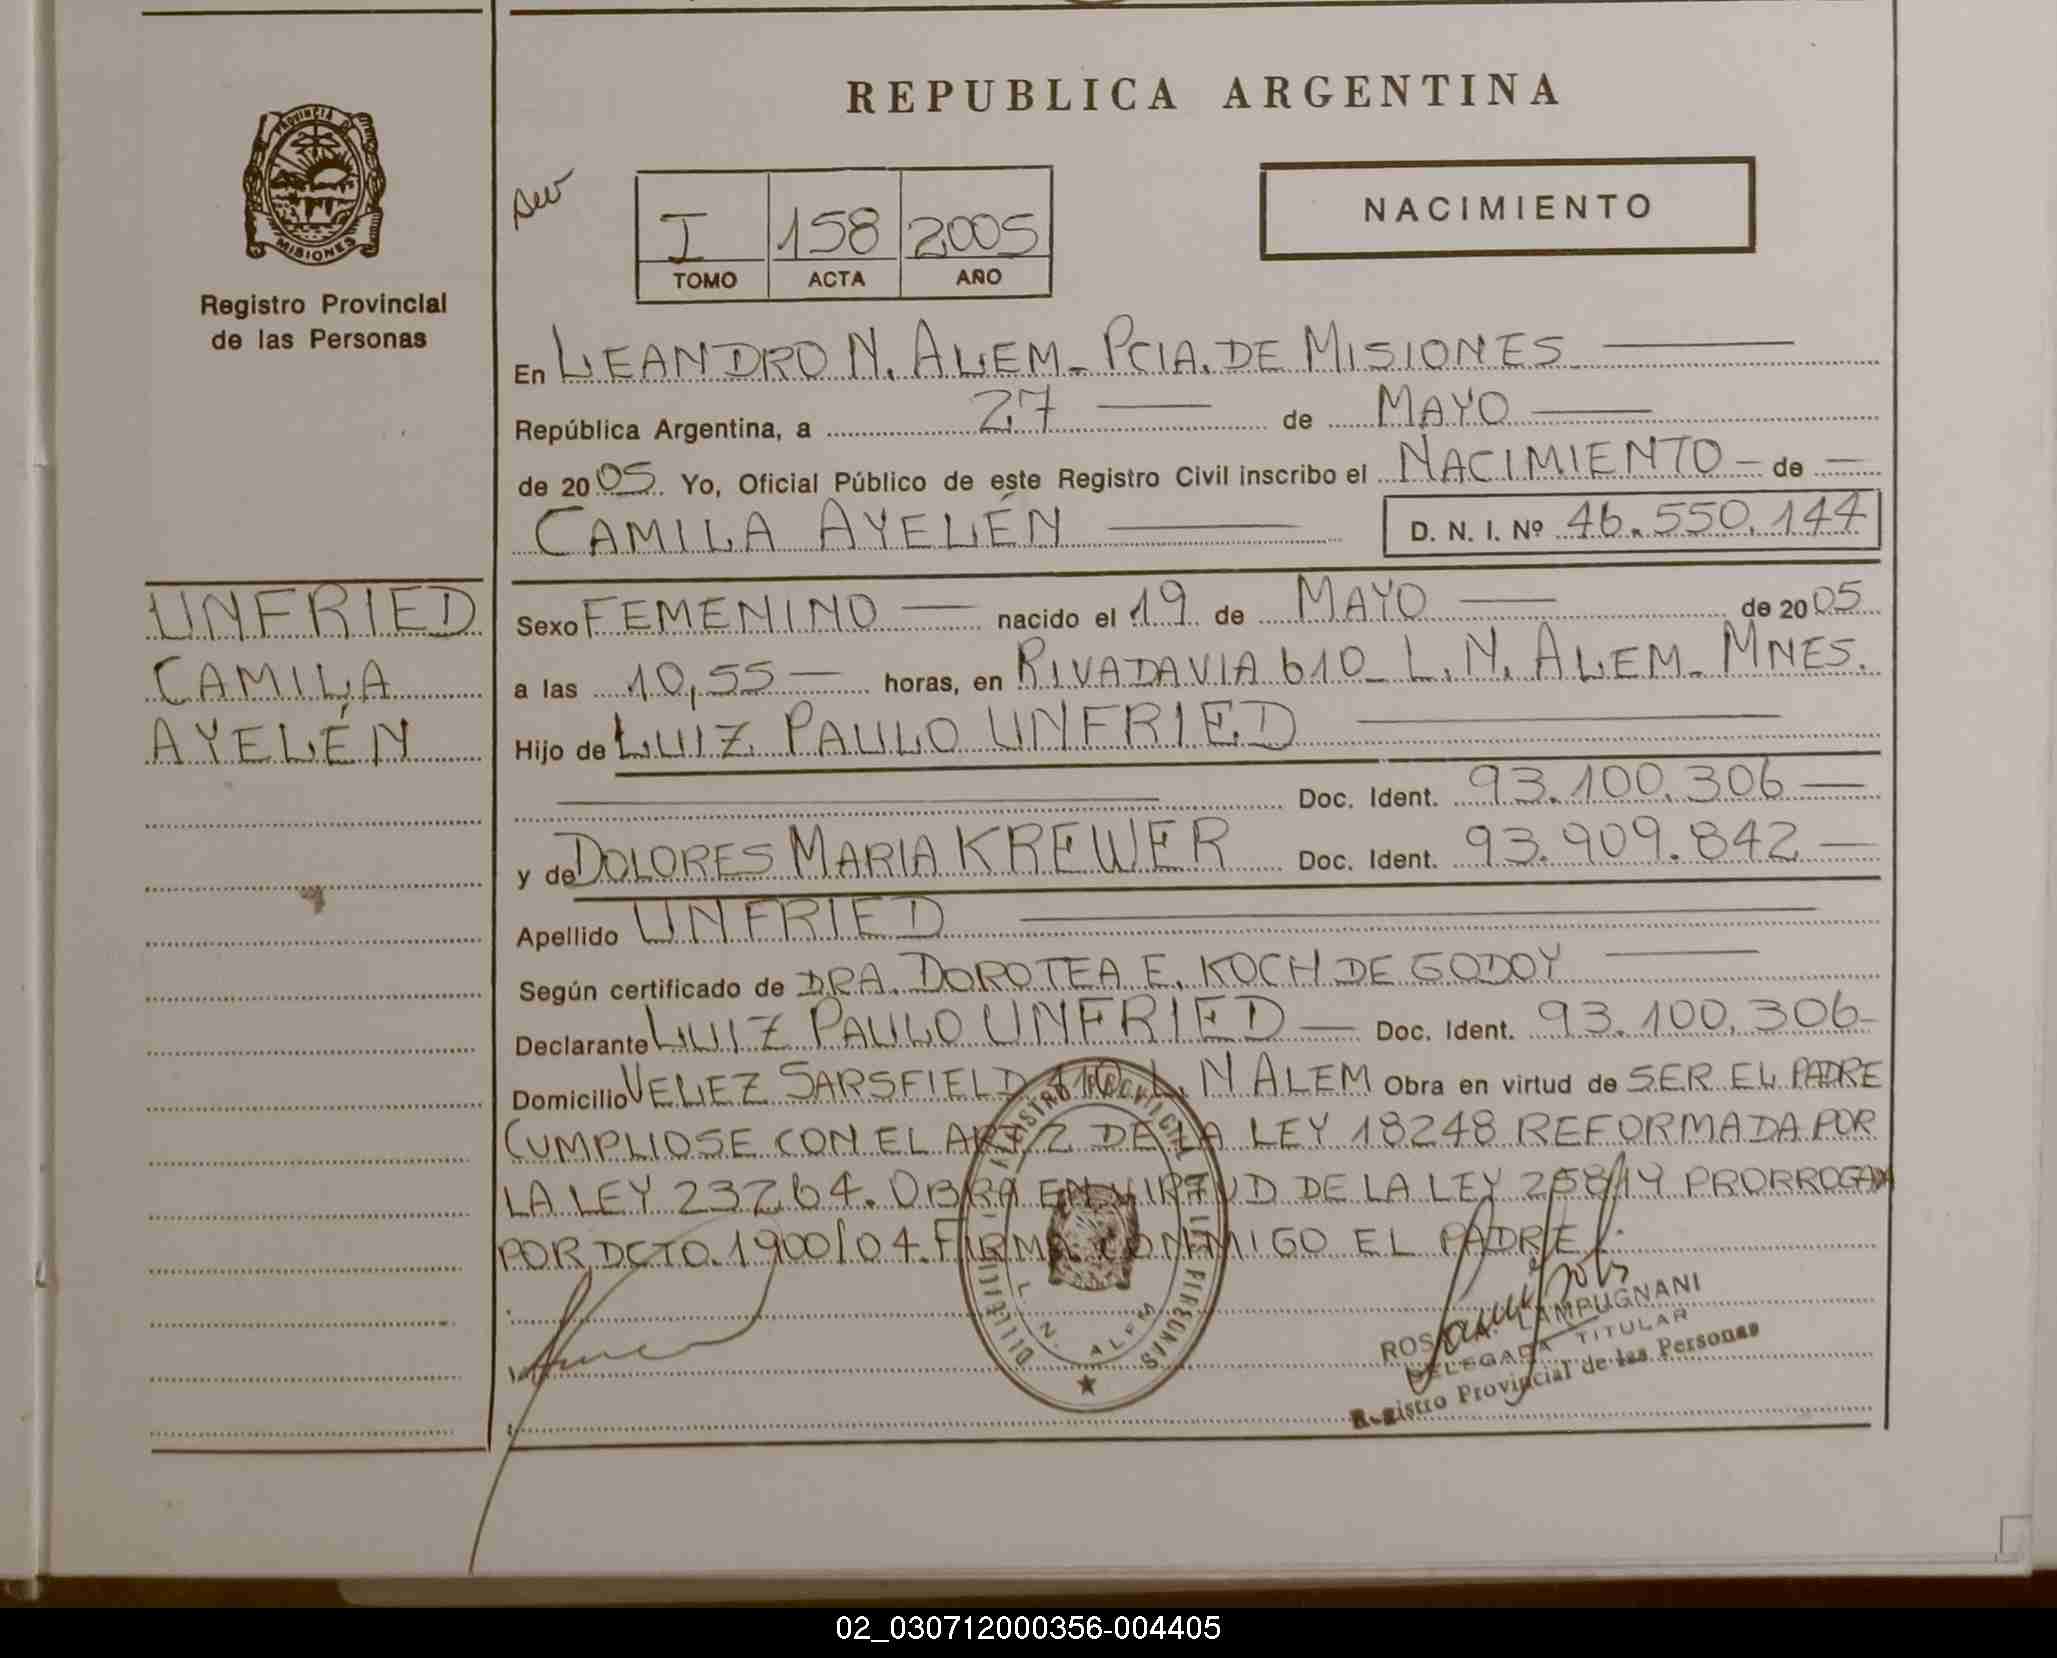 REPUBLICA ARGENTINA
PROVINCIA DE
MISIONES
Registro Provincial
de las Personas
I 158 2005
TOMO ACTA AÑO
NACIMIENTO
En LEANDRO N. ALEM - PCIA. DE MISIONES
República Argentina, a 27 de MAYO
de 2005. Yo, Oficial Público de este Registro Civil inscribo el NACIMIENTO - de -
CAMILA AYELÉN D. N. I. Nº 46.550.144
UNFRIED
CAMILA
AYELÉN
Sexo FEMENINO nacido el 19 de MAYO de 2005
a las 10,55 horas, en RIVADAVIA 610 - L. N. ALEM - MNES.
Hijo de LUIZ PAULO UNFRIED
Doc. Ident. 93.100.306
y de DOLORES MARIA KREWER Doc. Ident. 93.909.842
Apellido UNFRIED
Según certificado de DRA. DOROTEA E. KOCH DE GODOY
Declarante LUIZ PAULO UNFRIED Doc. Ident. 93.100.306
Domicilio VELEZ SARSFIELD L. N ALEM Obra en virtud de SER EL PADRE
CUMPLIOSE CON EL ART 2 DE LA LEY 18248 REFORMADA POR
LA LEY 23264. OBRA EN VIRTUD DE LA LEY 25819 PRORROGADA
POR DCTO. 1900/04. FIRMA CONMIGO EL PADRE.
L. N. ALEM
LAMPUGNANI
DELEGADA TITULAR
Registro Provincial de las Personas
02_030712000356-004405